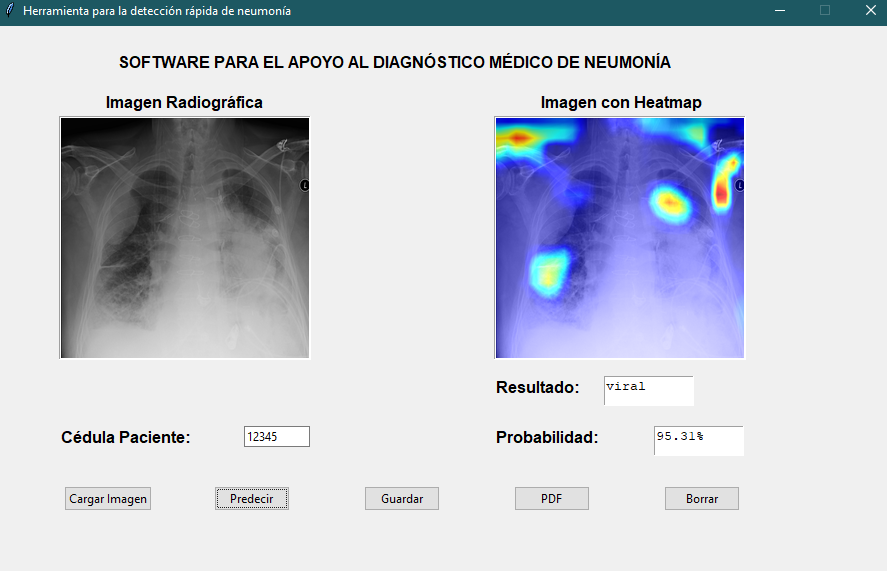 Herramienta para la detección rápida de neumonía
SOFTWARE PARA EL APOYO AL DIAGNÓSTICO MÉDICO DE NEUMONÍA
Imagen Radiográfica
Imagen con Heatmap
L
L
Resultado:
viral
Cédula Paciente:
12345
Probabilidad:
95.31%
Cargar Imagen
Predecir
Guardar
PDF
Borrar